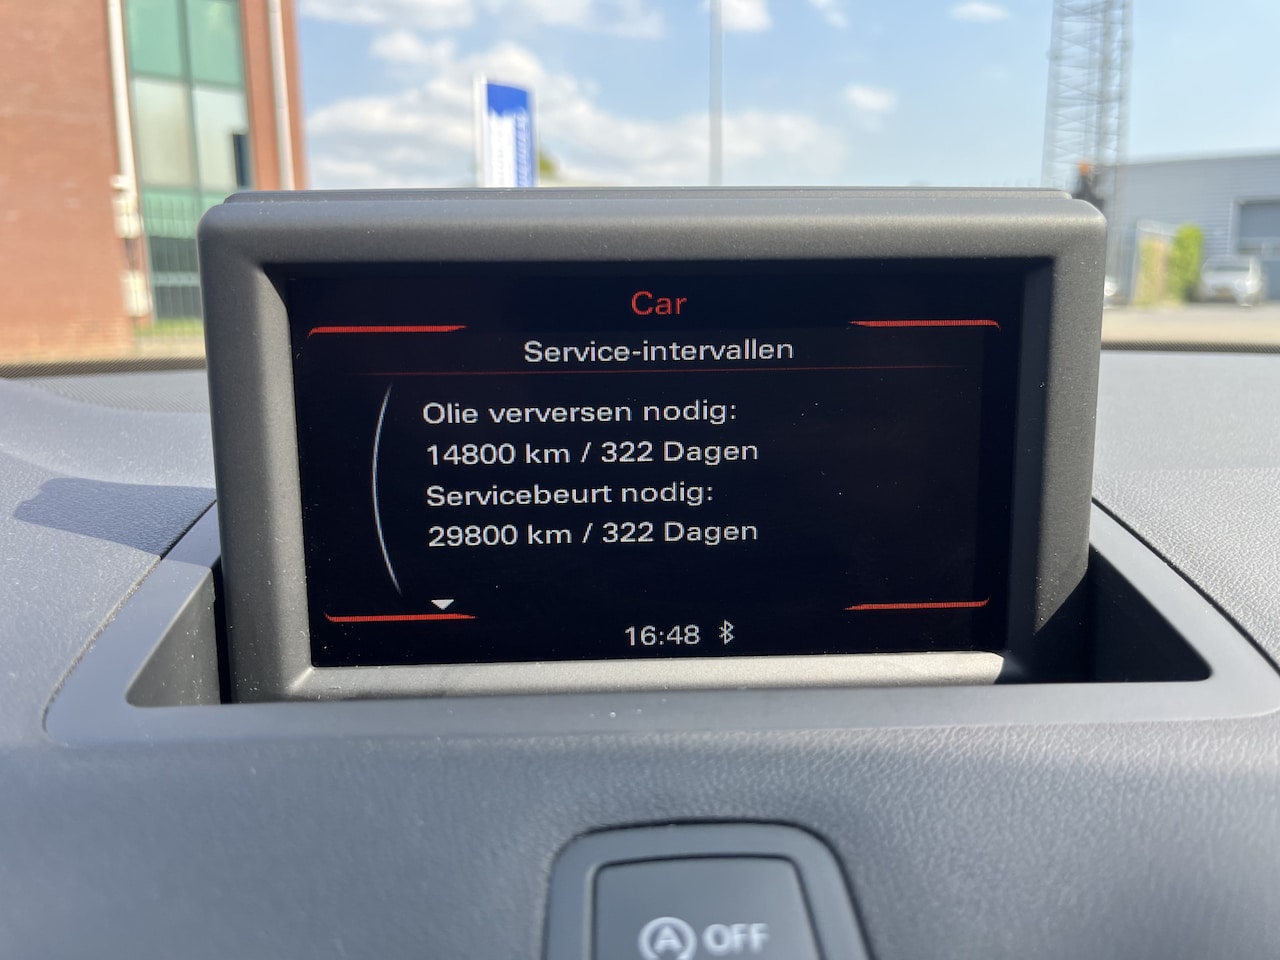 Car
Service-intervallen
Olie verversen nodig:
14800 km / 322 Dagen
Servicebeurt nodig:
29800 km / 322 Dagen
16:48
A OFF